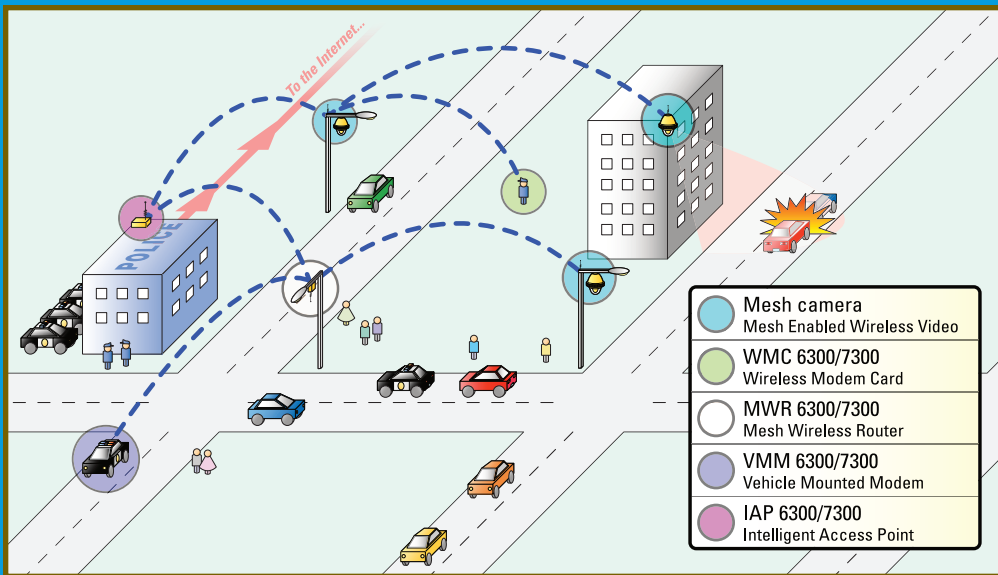 To the Internet...
POLICE
Mesh camera
Mesh Enabled Wireless Video
WMC 6300/7300
Wireless Modem Card
MWR 6300/7300
Mesh Wireless Router
VMM 6300/7300
Vehicle Mounted Modem
IAP 6300/7300
Intelligent Access Point